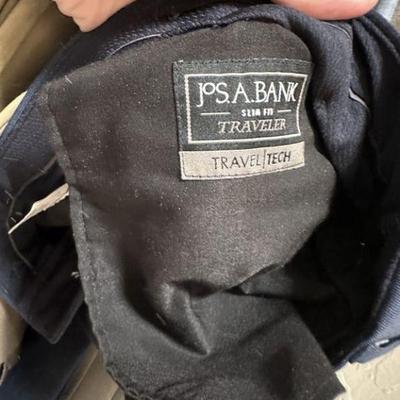 JoS.A.BANK
SLIM FIT
TRAVELER
TRAVEL/TECH